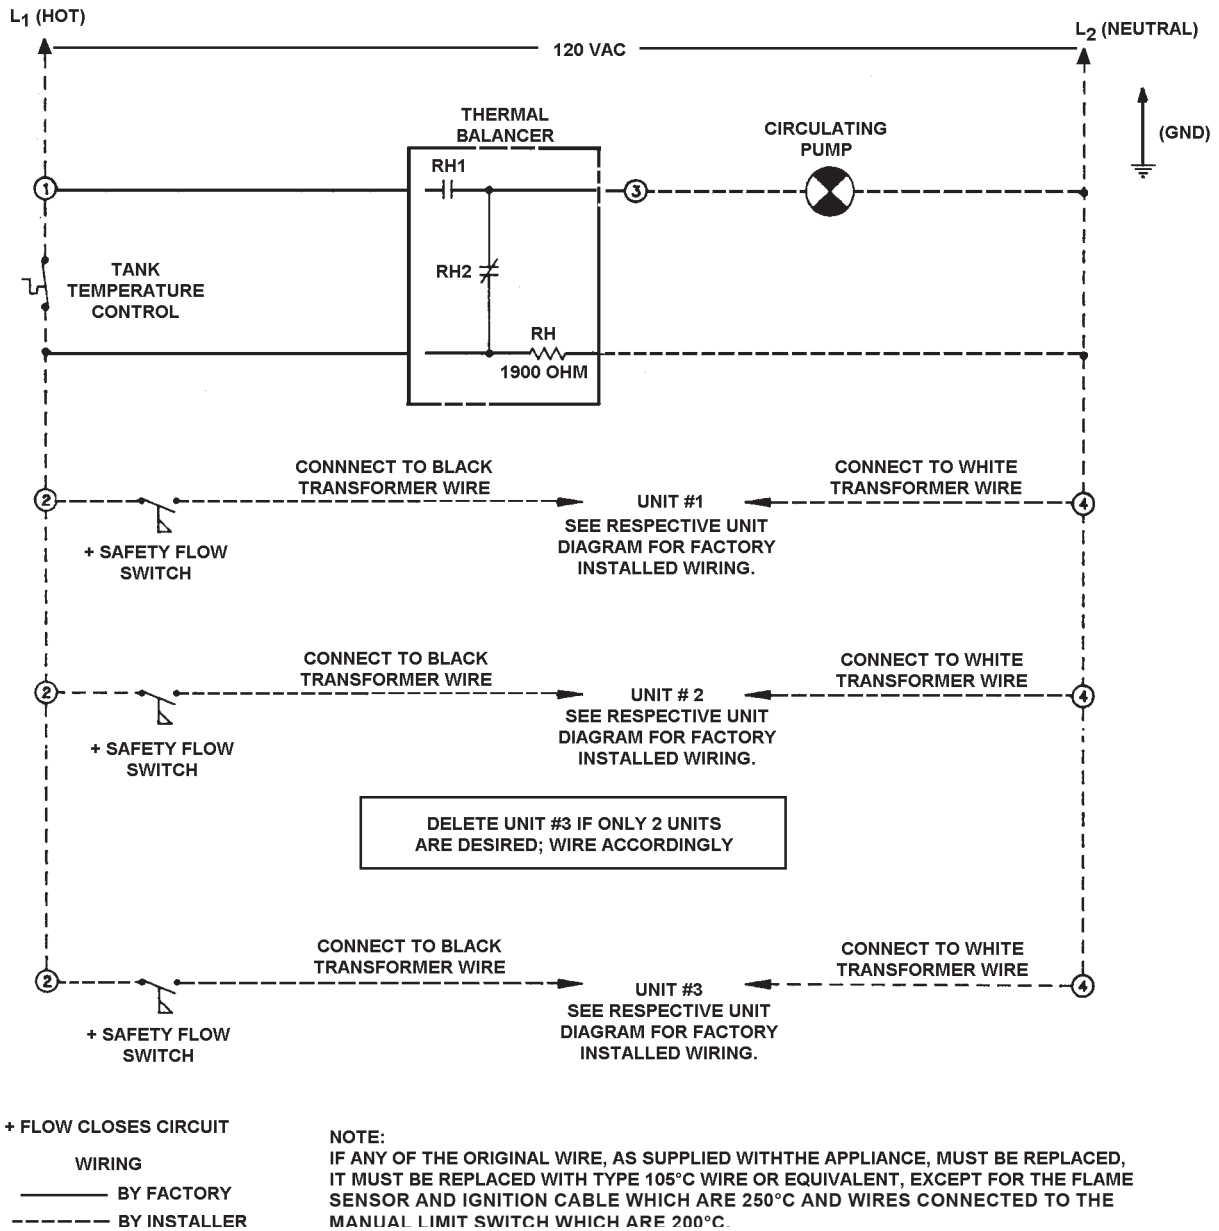 L1 (HOT)
L2 (NEUTRAL)
120 VAC
(GND)
THERMAL
BALANCER
CIRCULATING
PUMP
1
RH1
3
TANK
TEMPERATURE
CONTROL
RH2
RH
1900 OHM
2
+ SAFETY FLOW
SWITCH
CONNNECT TO BLACK
TRANSFORMER WIRE
UNIT #1
SEE RESPECTIVE UNIT
DIAGRAM FOR FACTORY
INSTALLED WIRING.
CONNECT TO WHITE
TRANSFORMER WIRE
4
2
+ SAFETY FLOW
SWITCH
CONNECT TO BLACK
TRANSFORMER WIRE
UNIT # 2
SEE RESPECTIVE UNIT
DIAGRAM FOR FACTORY
INSTALLED WIRING.
CONNECT TO WHITE
TRANSFORMER WIRE
4
DELETE UNIT #3 IF ONLY 2 UNITS
ARE DESIRED; WIRE ACCORDINGLY
2
+ SAFETY FLOW
SWITCH
CONNECT TO BLACK
TRANSFORMER WIRE
UNIT #3
SEE RESPECTIVE UNIT
DIAGRAM FOR FACTORY
INSTALLED WIRING.
CONNECT TO WHITE
TRANSFORMER WIRE
4
+ FLOW CLOSES CIRCUIT
WIRING
BY FACTORY
BY INSTALLER
NOTE:
IF ANY OF THE ORIGINAL WIRE, AS SUPPLIED WITHTHE APPLIANCE, MUST BE REPLACED,
IT MUST BE REPLACED WITH TYPE 105°C WIRE OR EQUIVALENT, EXCEPT FOR THE FLAME
SENSOR AND IGNITION CABLE WHICH ARE 250°C AND WIRES CONNECTED TO THE
MANUAL LIMIT SWITCH WHICH ARE 200°C.